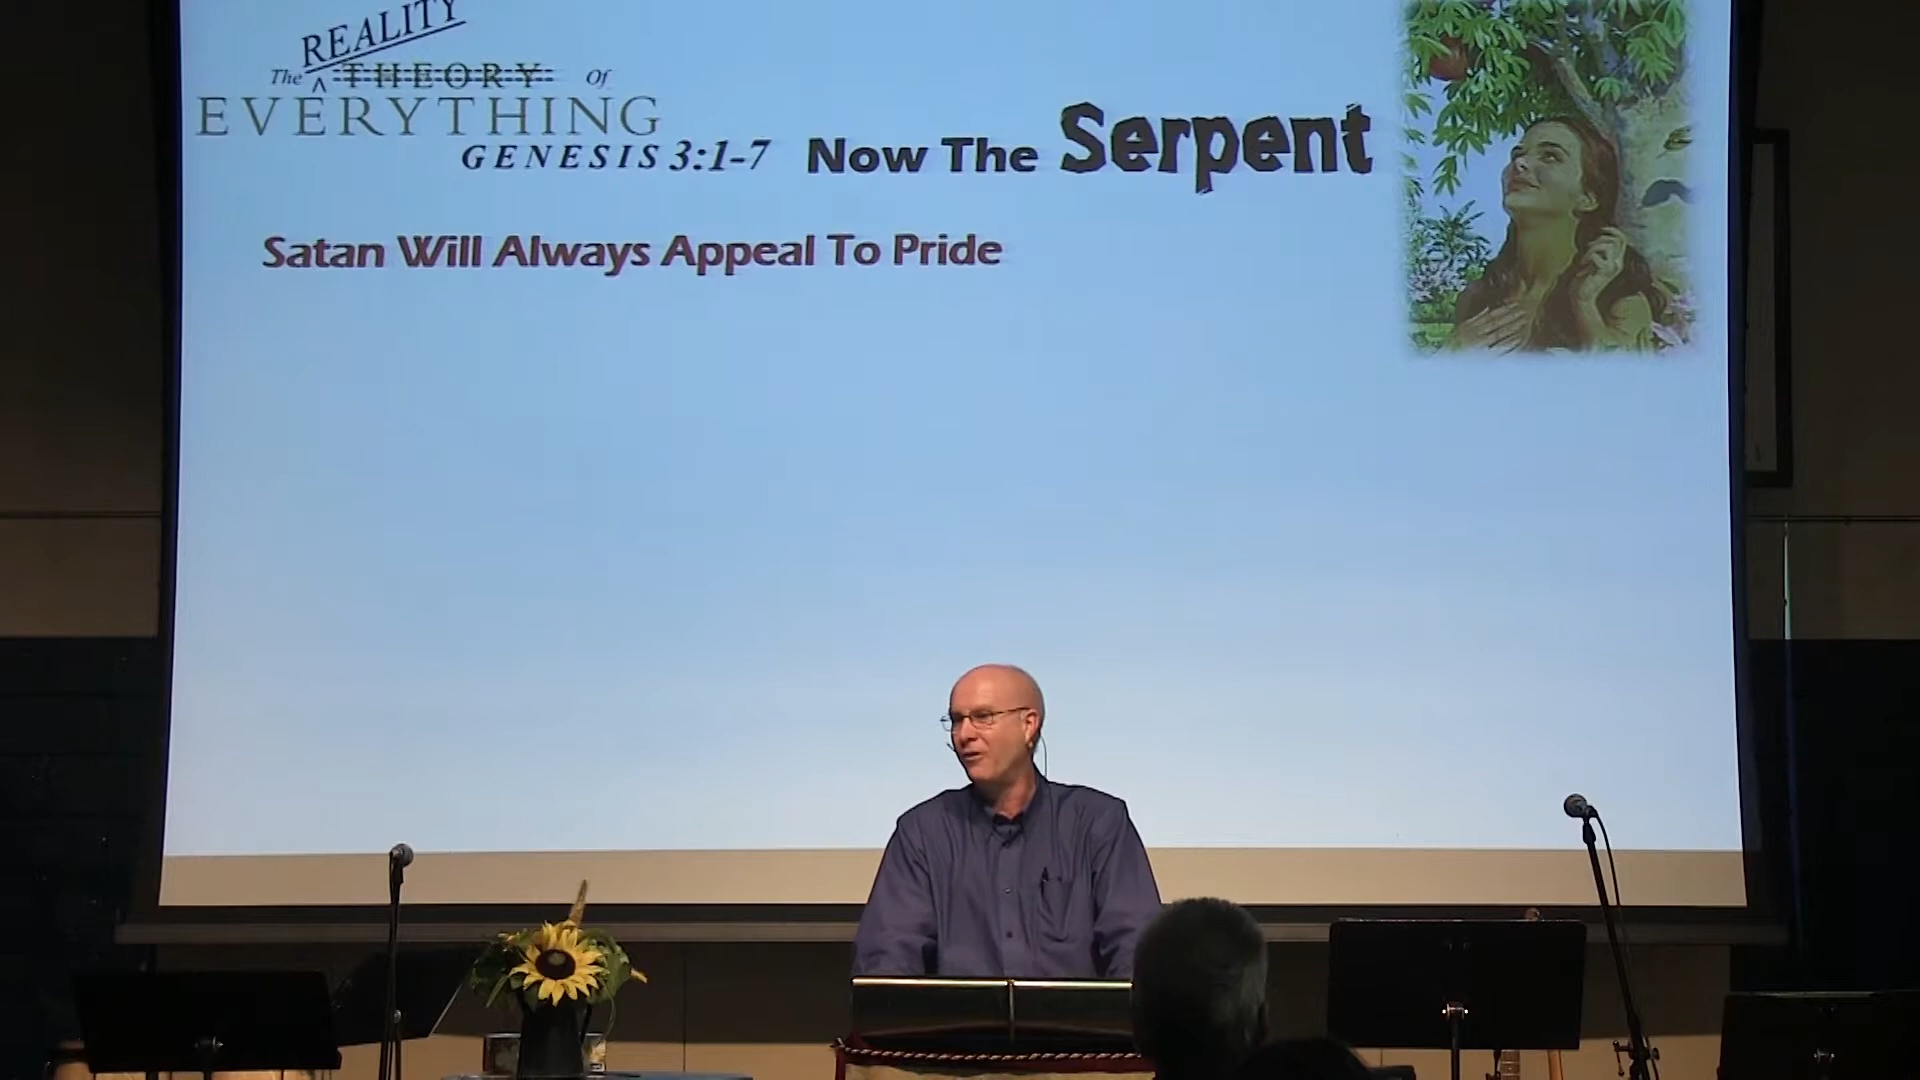 REALITY
The ^ THEORY Of
EVERYTHING
GENESIS 3:1-7 Now The Serpent
Satan Will Always Appeal To Pride